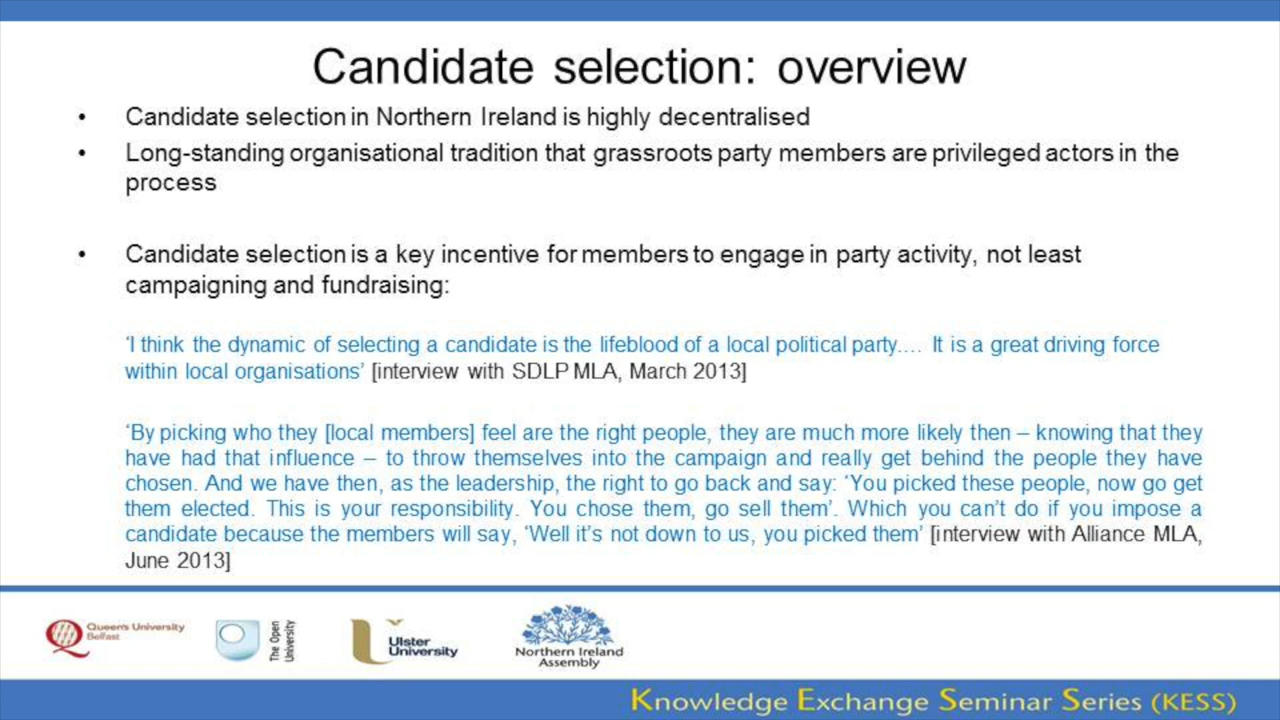 Candidate selection: overview
• Candidate selection in Northern Ireland is highly decentralised
• Long-standing organisational tradition that grassroots party members are privileged actors in the
process
• Candidate selection is a key incentive for members to engage in party activity, not least
campaigning and fundraising:
‘I think the dynamic of selecting a candidate is the lifeblood of a local political party…. It is a great driving force
within local organisations’ [interview with SDLP MLA, March 2013]
‘By picking who they [local members] feel are the right people, they are much more likely then – knowing that they
have had that influence – to throw themselves into the campaign and really get behind the people they have
chosen. And we have then, as the leadership, the right to go back and say: ‘You picked these people, now go get
them elected. This is your responsibility. You chose them, go sell them’. Which you can’t do if you impose a
candidate because the members will say, ‘Well it’s not down to us, you picked them’ [interview with Alliance MLA,
June 2013]
Queen's University
Belfast
The Open
University
Ulster
University
Northern Ireland
Assembly
Knowledge Exchange Seminar Series (KESS)